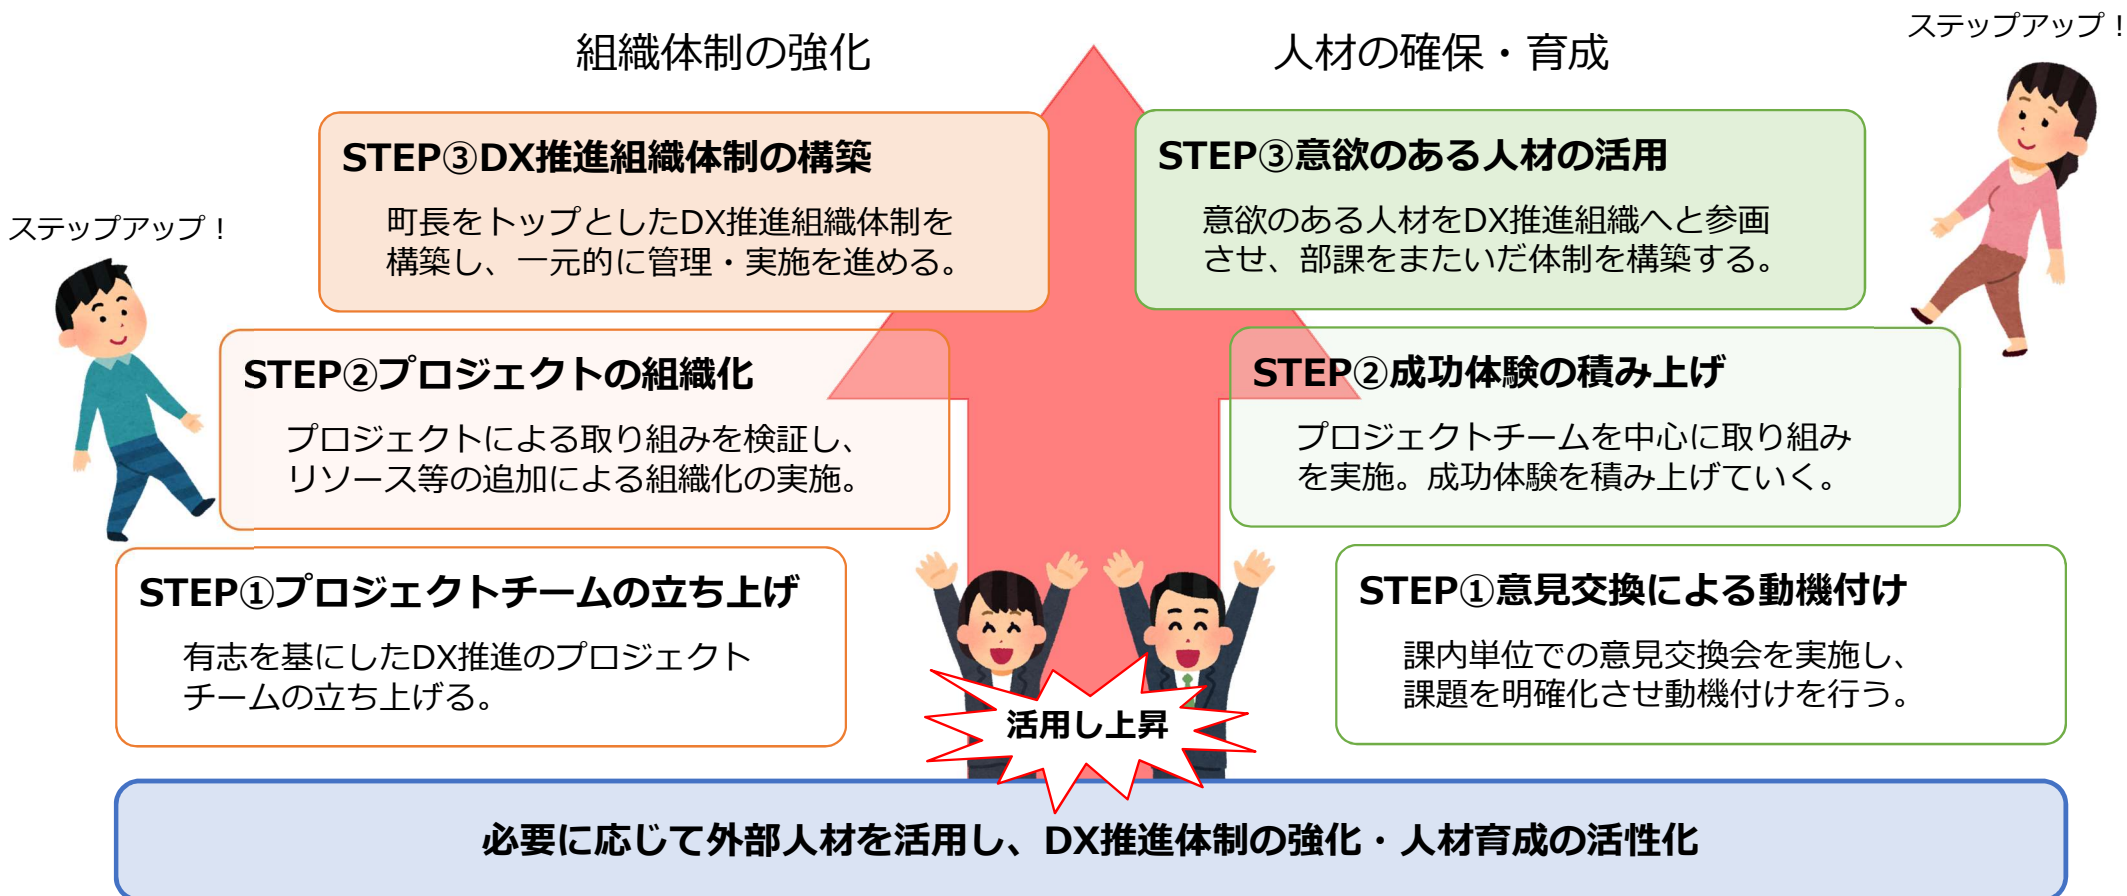 組織体制の強化
STEP③DX推進組織体制の構築
町長をトップとしたDX推進組織体制を
構築し、一元的に管理・実施を進める。
ステップアップ！
STEP②プロジェクトの組織化
プロジェクトによる取り組みを検証し、
リソース等の追加による組織化の実施。
STEP①プロジェクトチームの立ち上げ
有志を基にしたDX推進のプロジェクト
チームの立ち上げる。
人材の確保・育成
ステップアップ！
STEP③意欲のある人材の活用
意欲のある人材をDX推進組織へと参画
させ、部課をまたいだ体制を構築する。
STEP②成功体験の積み上げ
プロジェクトチームを中心に取り組み
を実施。成功体験を積み上げていく。
STEP①意見交換による動機付け
課内単位での意見交換会を実施し、
課題を明確化させ動機付けを行う。
活用し上昇
必要に応じて外部人材を活用し、DX推進体制の強化・人材育成の活性化